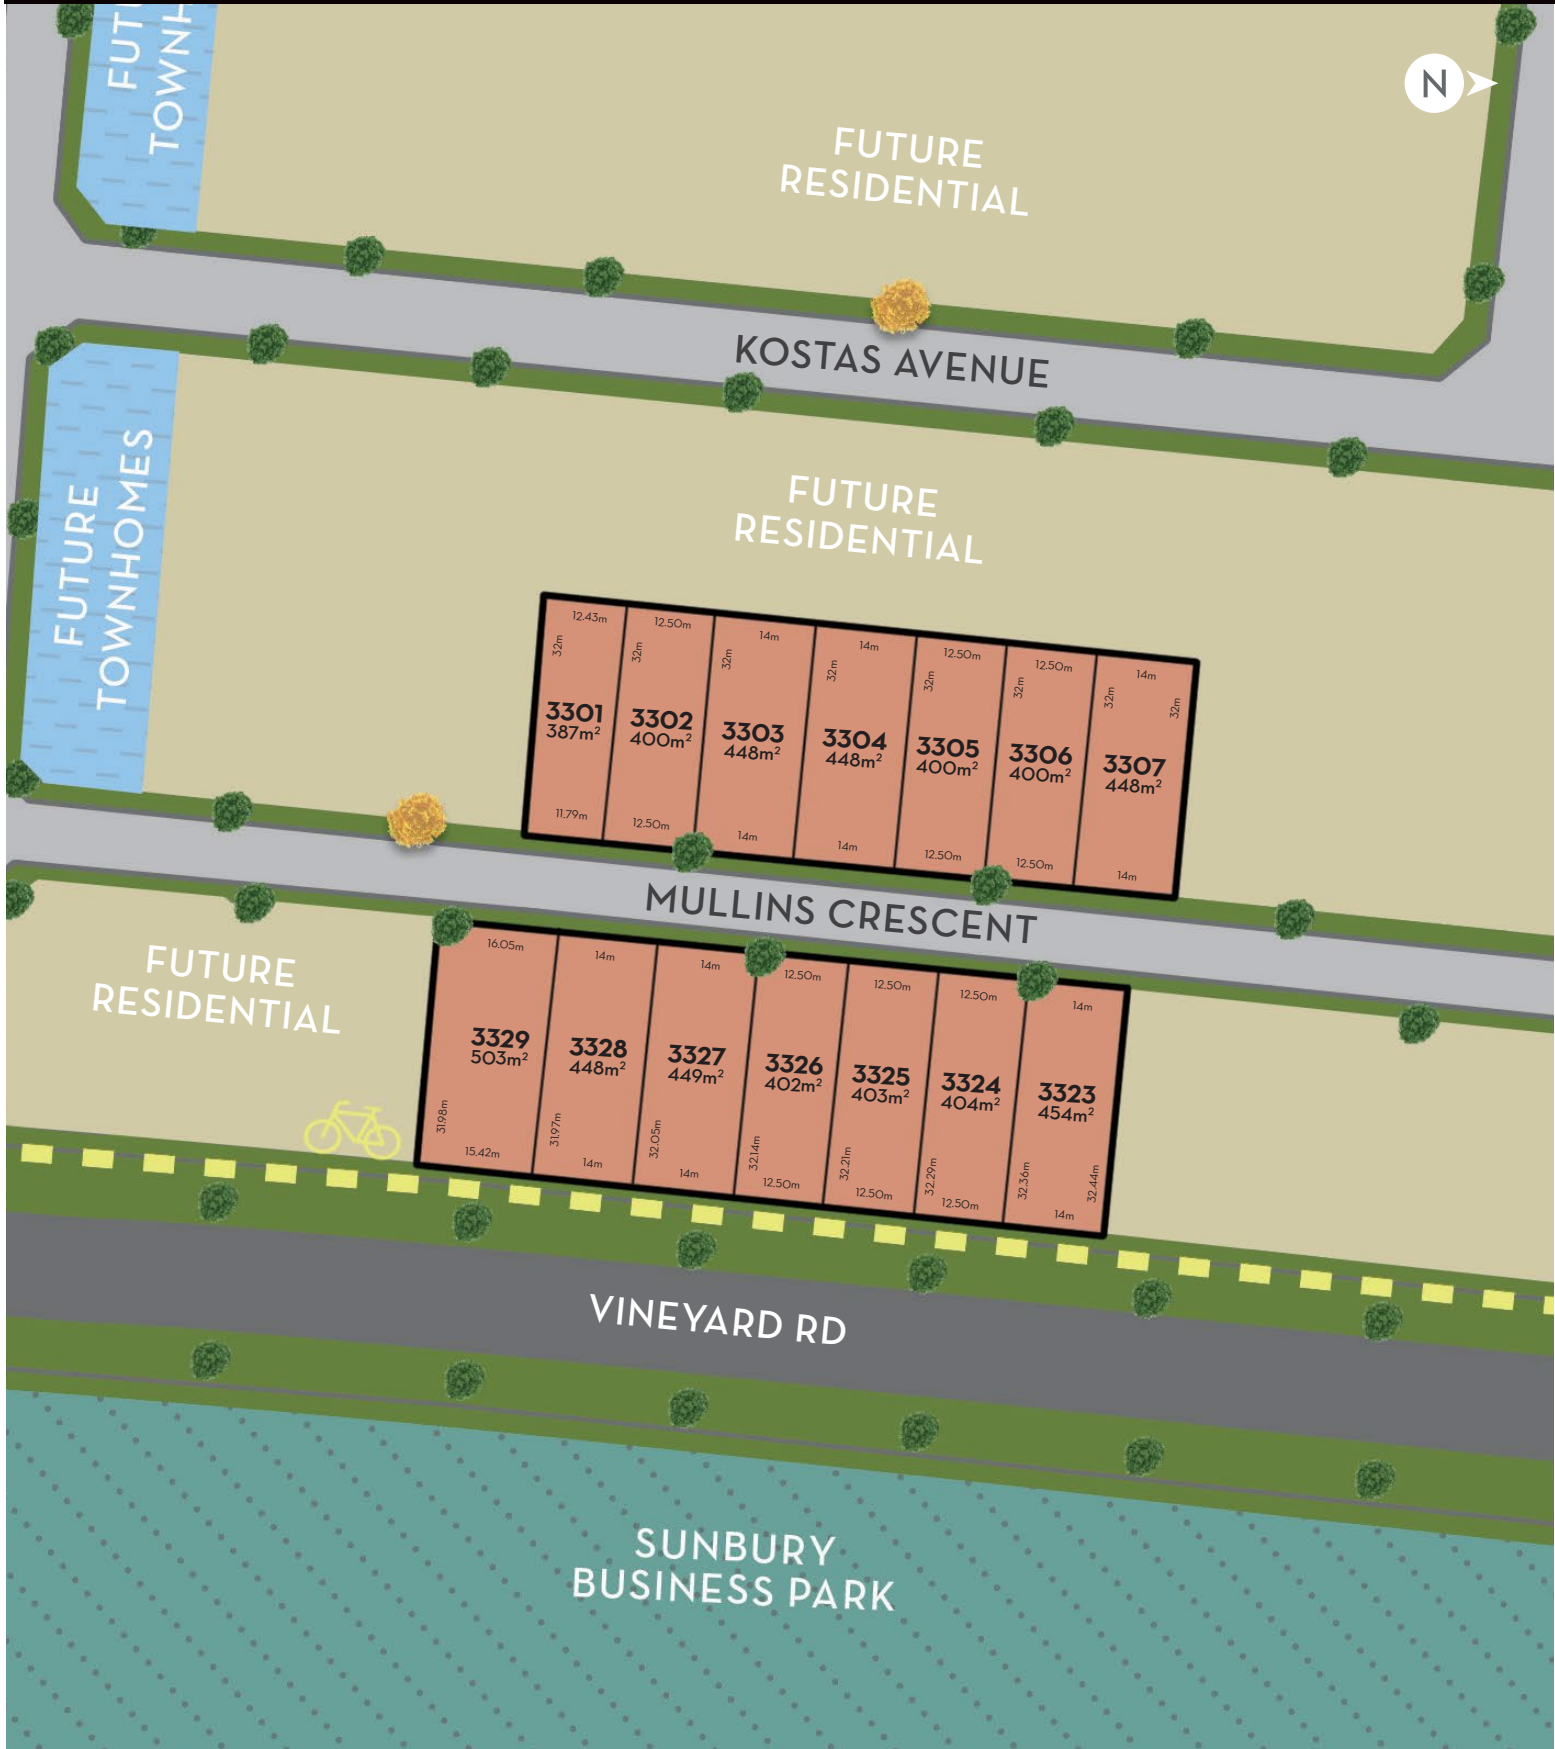 FUT
TOWNH
N
FUTURE
RESIDENTIAL
KOSTAS AVENUE
FUTURE
TOWNHOMES
FUTURE
RESIDENTIAL
12.43m
12.50m
14m
14m
12.50m
12.50m
14m
32m
32m
32m
32m
32m
32m
32m
32m
3301
387m²
3302
400m²
3303
448m²
3304
448m²
3305
400m²
3306
400m²
3307
448m²
11.79m
12.50m
14m
14m
12.50m
12.50m
14m
MULLINS CRESCENT
FUTURE
RESIDENTIAL
16.05m
14m
14m
12.50m
12.50m
12.50m
14m
3329
503m²
3328
448m²
3327
449m²
3326
402m²
3325
403m²
3324
404m²
3323
454m²
31.98m
31.97m
32.05m
32.14m
32.21m
32.29m
32.36m
32.44m
15.42m
14m
14m
12.50m
12.50m
12.50m
14m
VINEYARD RD
SUNBURY
BUSINESS PARK